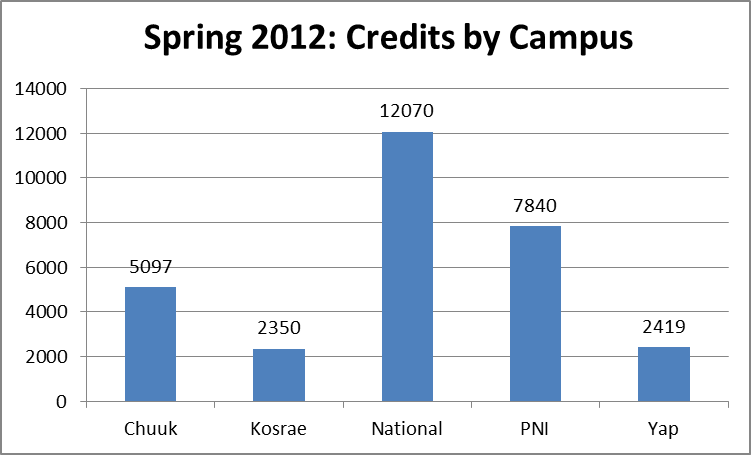 Spring 2012: Credits by Campus
14000
12000
10000
8000
6000
4000
2000
0
5097
2350
12070
7840
2419
Chuuk
Kosrae
National
PNI
Yap